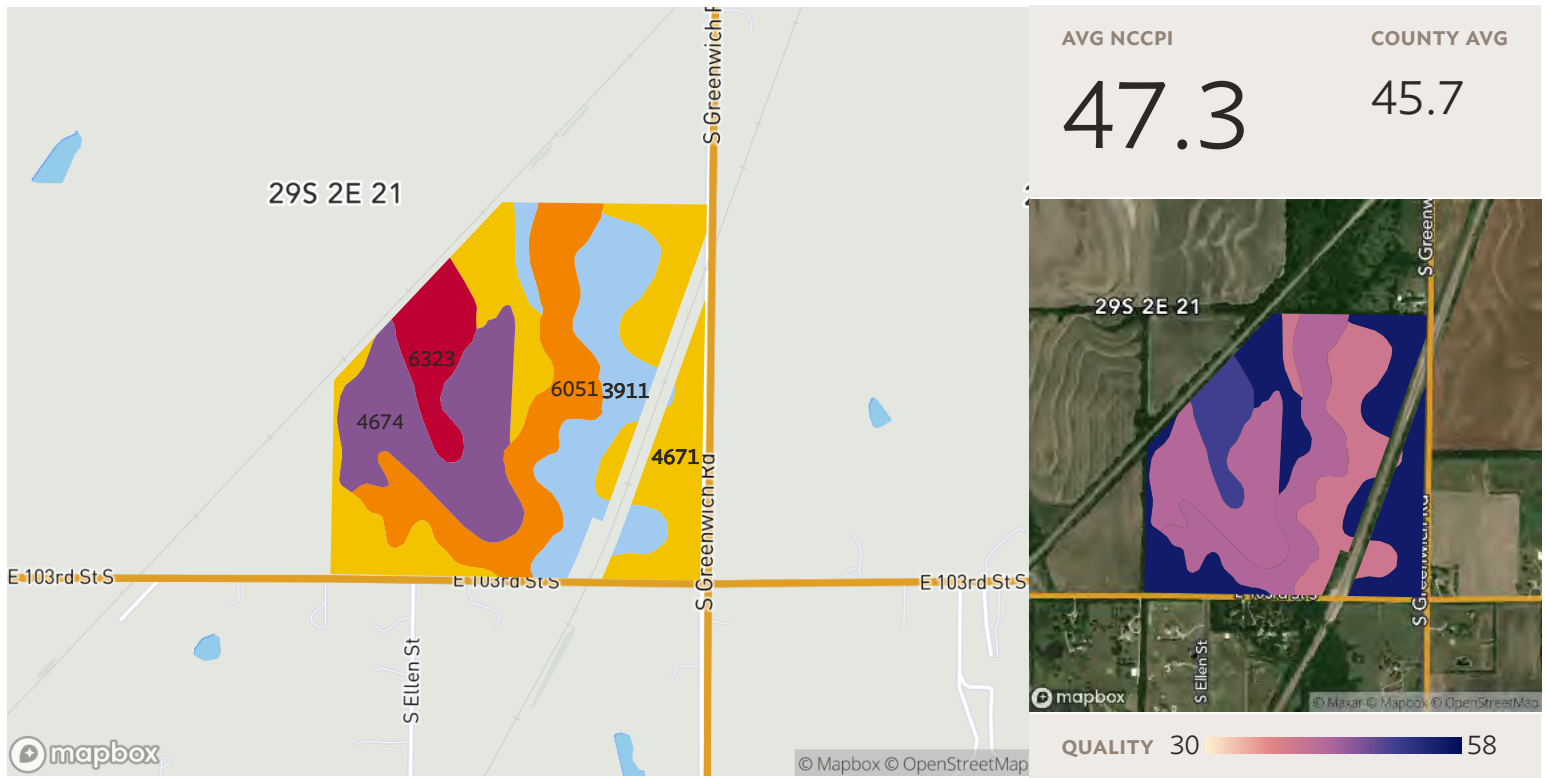 S Greenwich R
29S 2E 21
6323
6051
3911
4674
4671
S Greenwich Rd
E 103rd St S
E 103rd St S
E 103rd St S
S Ellen St
mapbox
© Mapbox © OpenStreetMap
AVG NCCPI
47.3
COUNTY AVG
45.7
S Greenw
29S 2E 21
S Greenwich Rd
E 103rd St S
S Ellen St
mapbox
© Maxar © Mapbox © OpenStreetMap
QUALITY 30 58